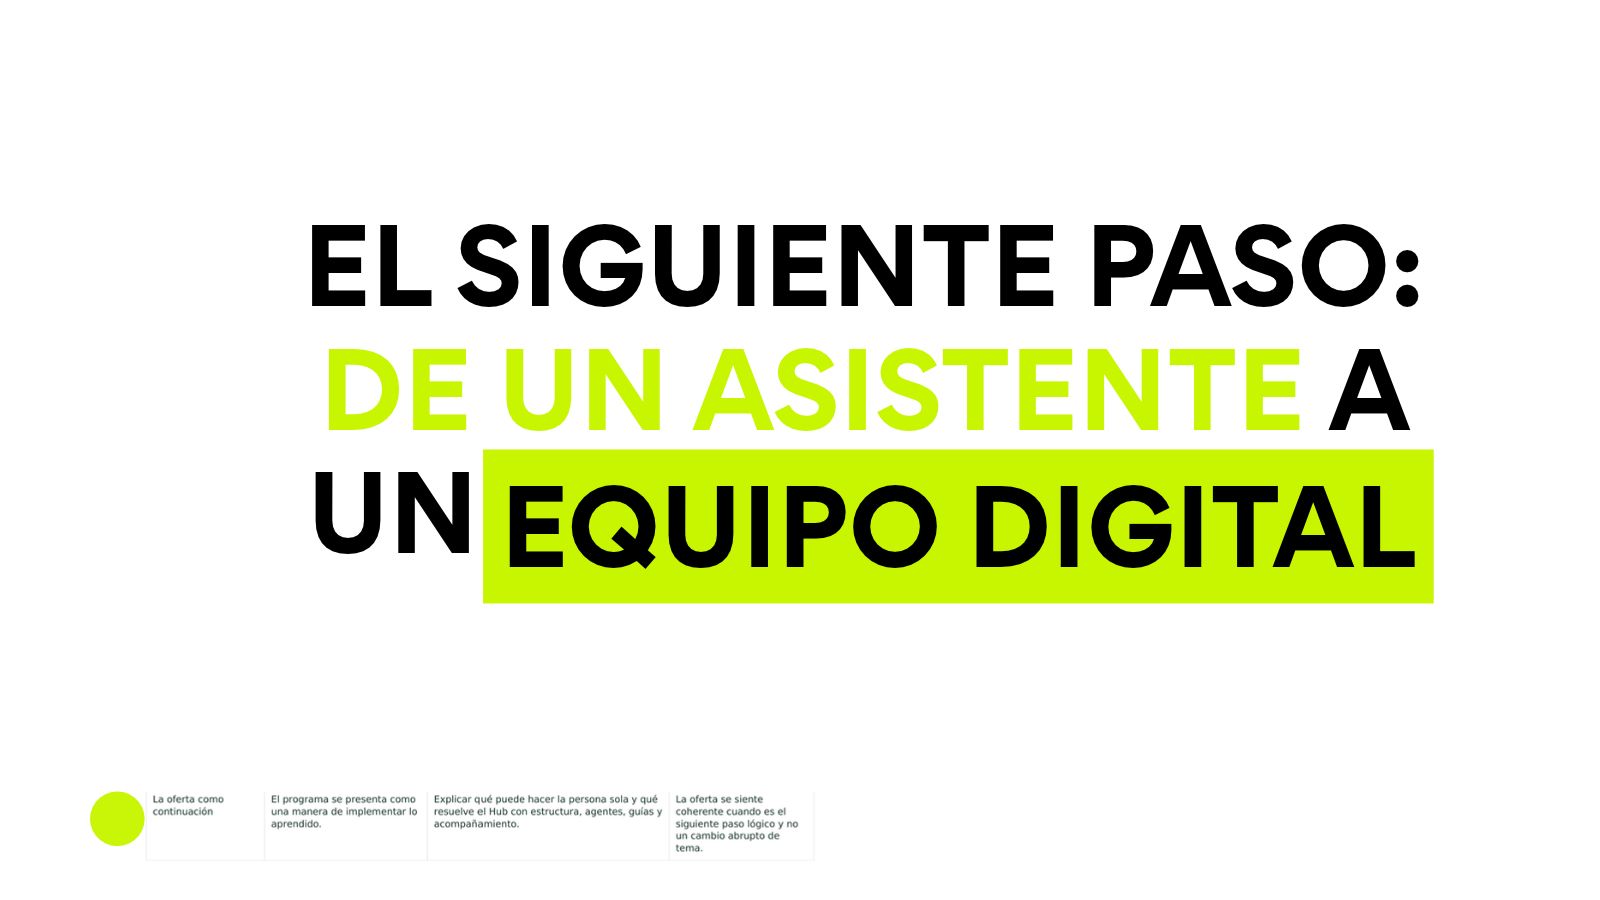 EL SIGUIENTE PASO:
DE UN ASISTENTE A
UN EQUIPO DIGITAL
La oferta como
continuación
El programa se presenta como
una manera de implementar lo
aprendido.
Explicar qué puede hacer la persona sola y qué
resuelve el Hub con estructura, agentes, guías y
acompañamiento.
La oferta se siente
coherente cuando es el
siguiente paso lógico y no
un cambio abrupto de
tema.